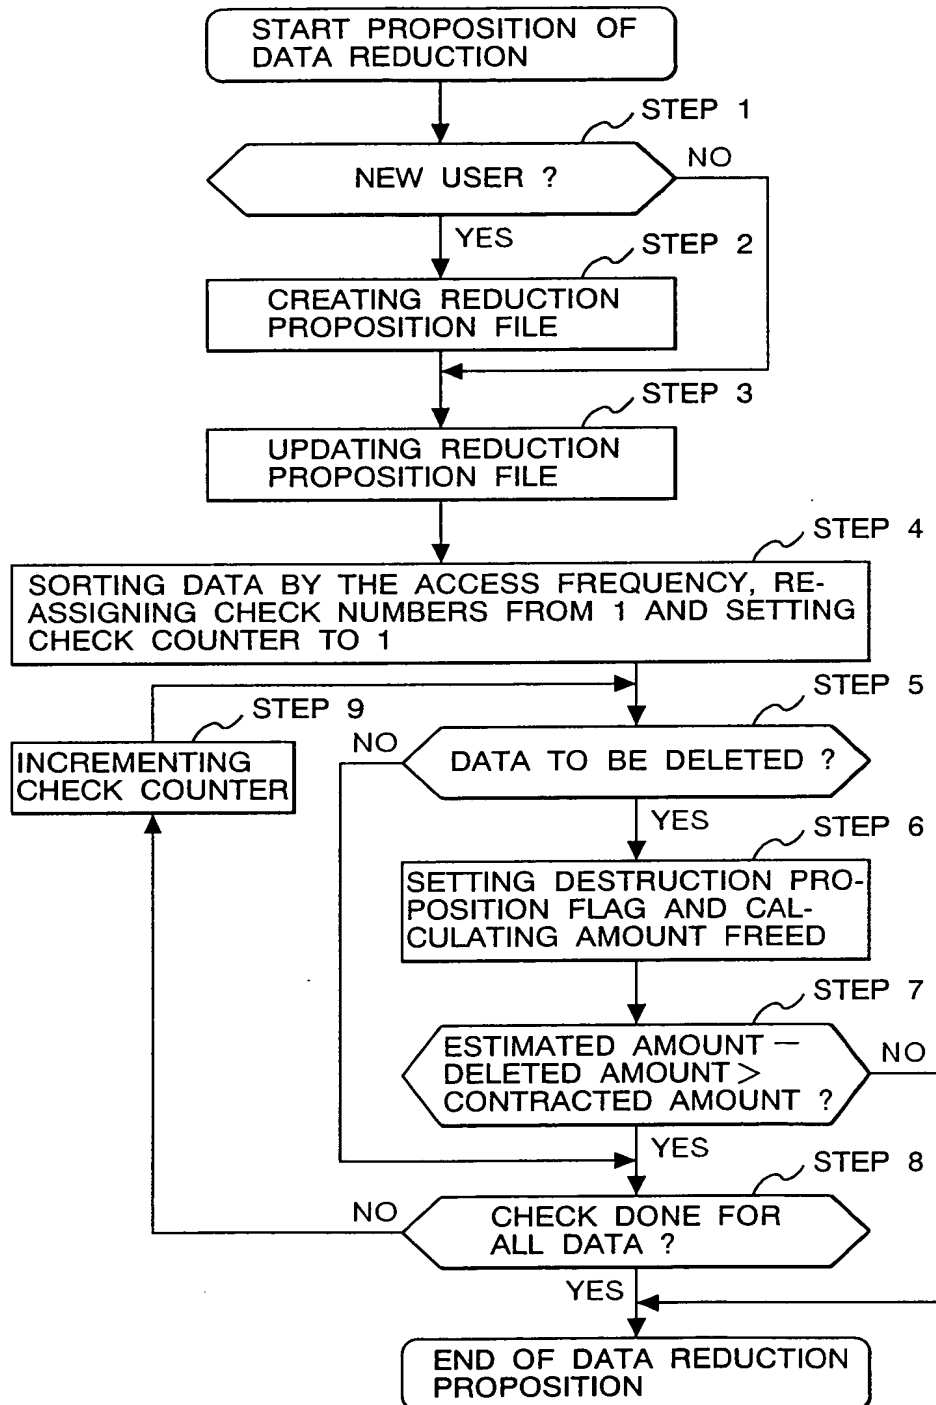 START PROPOSITION OF
DATA REDUCTION
STEP 1
NEW USER ?
NO
YES
STEP 2
CREATING REDUCTION
PROPOSITION FILE
STEP 3
UPDATING REDUCTION
PROPOSITION FILE
STEP 4
SORTING DATA BY THE ACCESS FREQUENCY, RE-
ASSIGNING CHECK NUMBERS FROM 1 AND SETTING
CHECK COUNTER TO 1
STEP 5
STEP 9
NO
DATA TO BE DELETED ?
INCREMENTING
CHECK COUNTER
YES
STEP 6
SETTING DESTRUCTION PRO-
POSITION FLAG AND CAL-
CULATING AMOUNT FREED
STEP 7
ESTIMATED AMOUNT –
DELETED AMOUNT >
CONTRACTED AMOUNT ?
NO
YES
STEP 8
NO
CHECK DONE FOR
ALL DATA ?
YES
END OF DATA REDUCTION
PROPOSITION